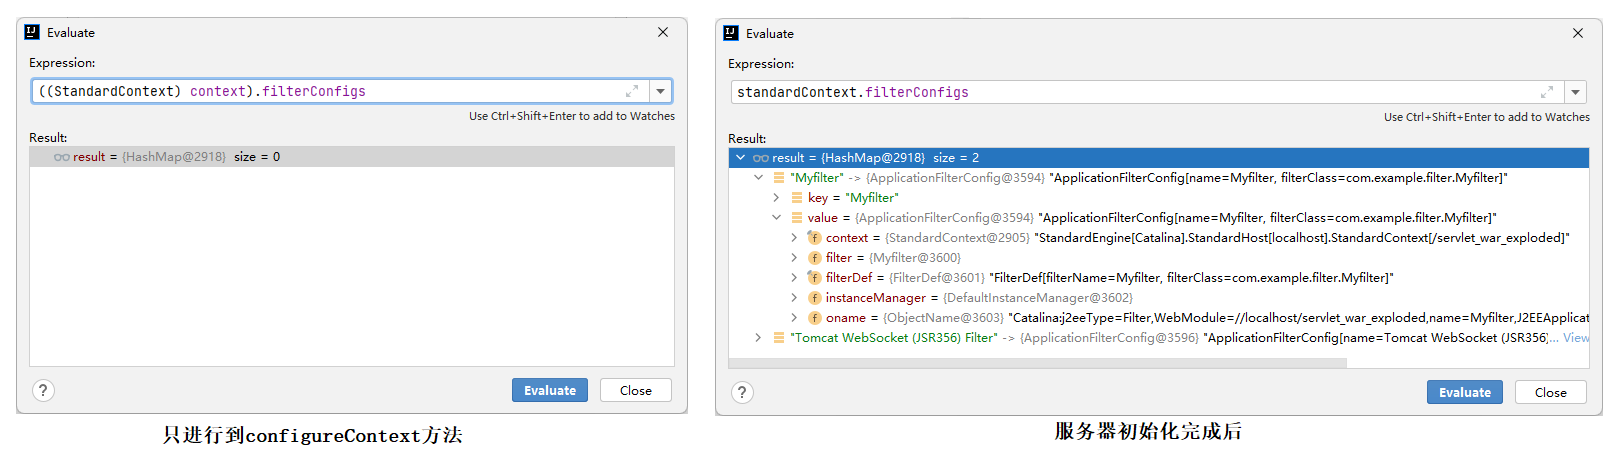 Evaluate
Expression:
((StandardContext) context).filterConfigs
Use Ctrl+Shift+Enter to add to Watches
Result:
result = {HashMap@2918} size = 0
?
Evaluate
Close
只进行到configureContext方法
Evaluate
Expression:
standardContext.filterConfigs
Use Ctrl+Shift+Enter to add to Watches
Result:
result = {HashMap@2918} size = 2
"Myfilter" -> {ApplicationFilterConfig@3594} "ApplicationFilterConfig[name=Myfilter, filterClass=com.example.filter.Myfilter]"
key = "Myfilter"
value = {ApplicationFilterConfig@3594} "ApplicationFilterConfig[name=Myfilter, filterClass=com.example.filter.Myfilter]"
f context = {StandardContext@2905} "StandardEngine[Catalina].StandardHost[localhost].StandardContext[/servlet_war_exploded]"
f filter = {Myfilter@3600}
f filterDef = {FilterDef@3601} "FilterDef[filterName=Myfilter, filterClass=com.example.filter.Myfilter]"
f instanceManager = {DefaultInstanceManager@3602}
f oname = {ObjectName@3603} "Catalina:j2eeType=Filter,WebModule=//localhost/servlet_war_exploded,name=Myfilter,J2EEApplicat
"Tomcat WebSocket (JSR356) Filter" -> {ApplicationFilterConfig@3596} "ApplicationFilterConfig[name=Tomcat WebSocket (JSR356)... View
?
Evaluate
Close
服务器初始化完成后